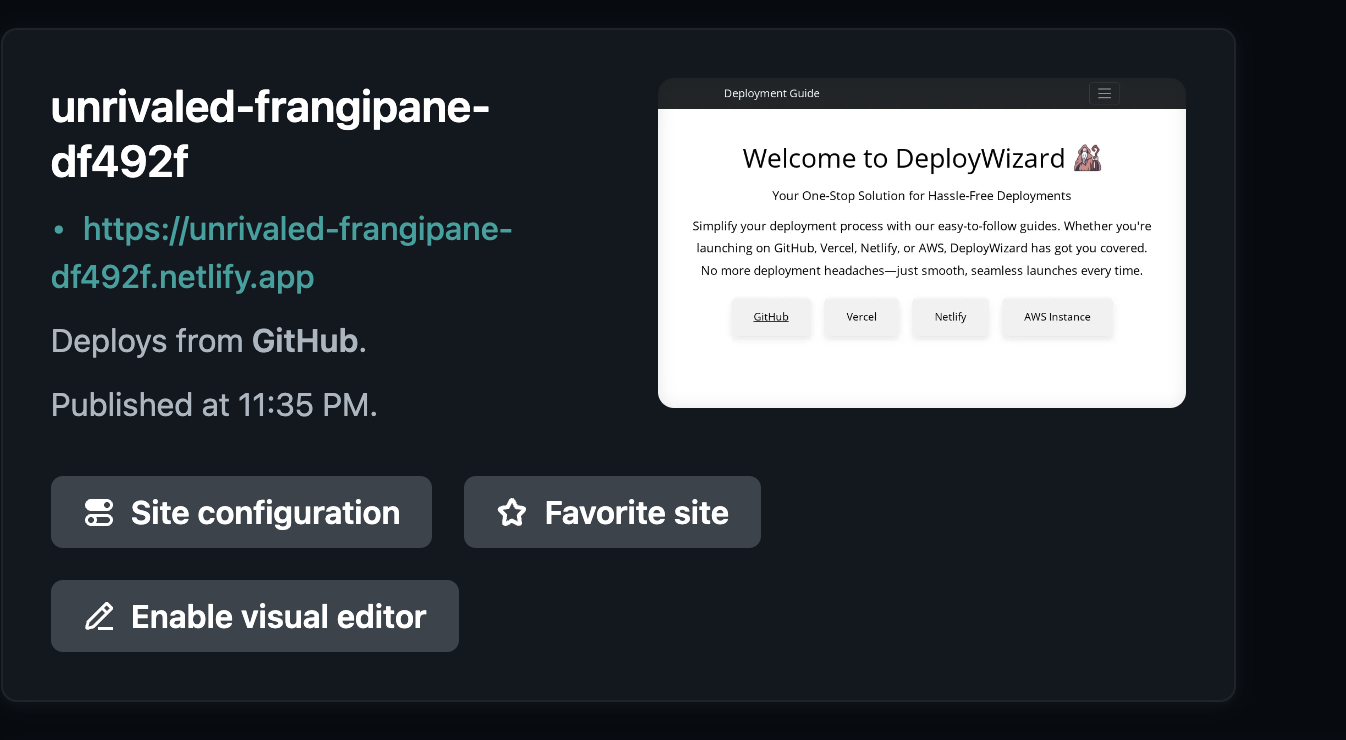 unrivaled-frangipane-
df492f
• https://unrivaled-frangipane-
df492f.netlify.app
Deploys from GitHub.
Published at 11:35 PM.
Deployment Guide
Welcome to DeployWizard
Your One-Stop Solution for Hassle-Free Deployments
Simplify your deployment process with our easy-to-follow guides. Whether you're
launching on GitHub, Vercel, Netlify, or AWS, DeployWizard has got you covered.
No more deployment headaches—just smooth, seamless launches every time.
GitHub Vercel Netlify AWS Instance
Site configuration Favorite site
Enable visual editor